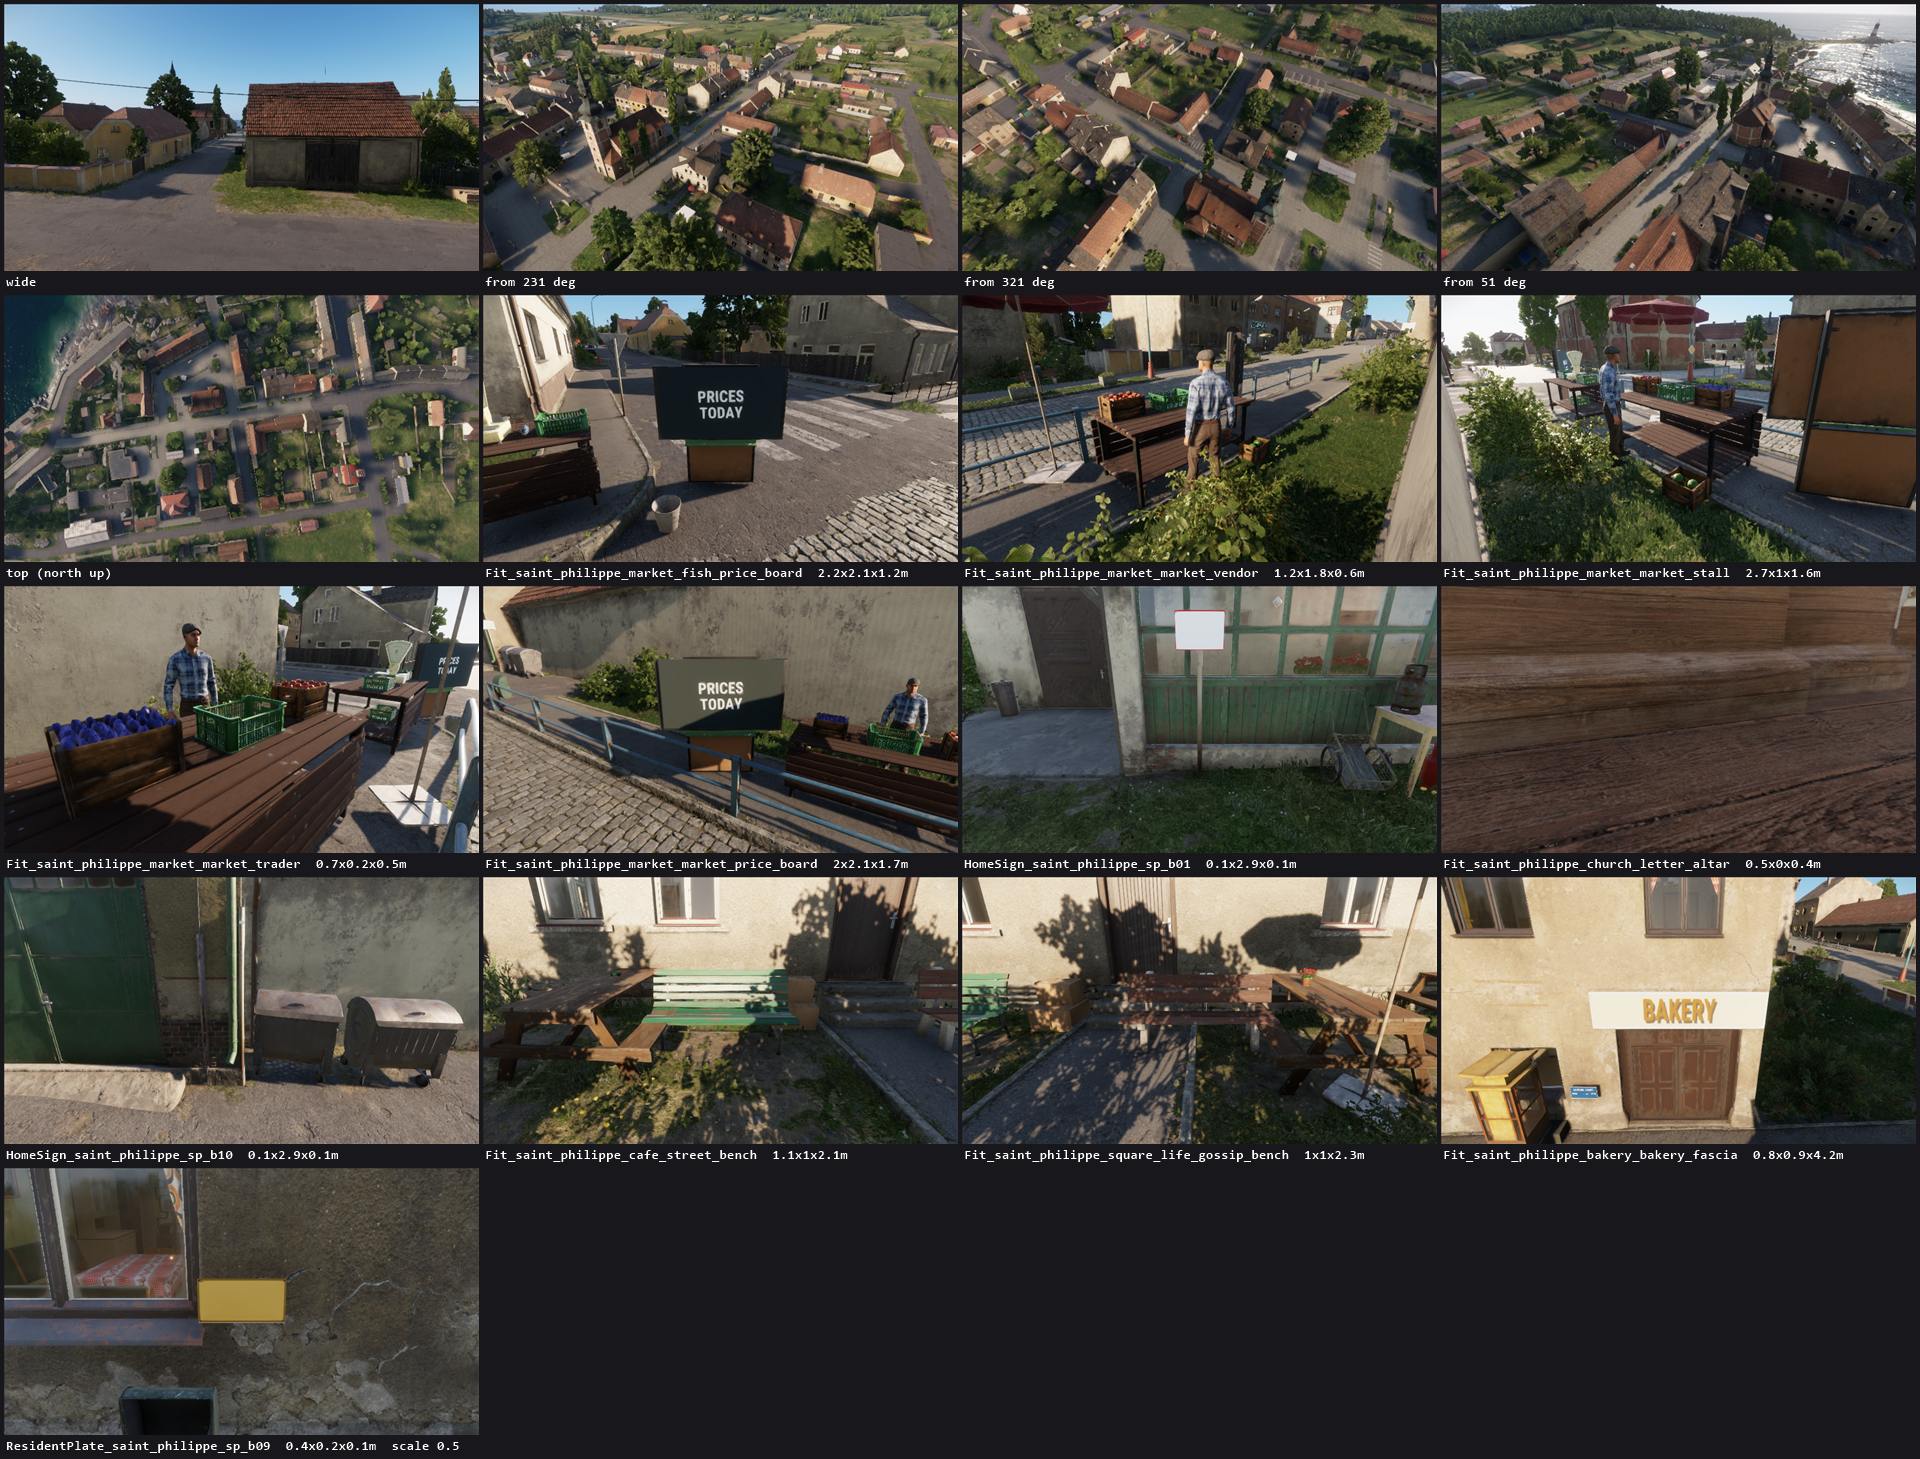 wide
from 231 deg
from 321 deg
from 51 deg
PRICES
TODAY
top (north up)
Fit_saint_philippe_market_fish_price_board 2.2x2.1x1.2m
Fit_saint_philippe_market_market_vendor 1.2x1.8x0.6m
Fit_saint_philippe_market_market_stall 2.7x1x1.6m
PRICES
TODAY
PRICES
TODAY
Fit_saint_philippe_market_market_trader 0.7x0.2x0.5m
Fit_saint_philippe_market_market_price_board 2x2.1x1.7m
HomeSign_saint_philippe_sp_b01 0.1x2.9x0.1m
Fit_saint_philippe_church_letter_altar 0.5x0x0.4m
BAKERY
HomeSign_saint_philippe_sp_b10 0.1x2.9x0.1m
Fit_saint_philippe_cafe_street_bench 1.1x1x2.1m
Fit_saint_philippe_square_life_gossip_bench 1x1x2.3m
Fit_saint_philippe_bakery_bakery_fascia 0.8x0.9x4.2m
ResidentPlate_saint_philippe_sp_b09 0.4x0.2x0.1m scale 0.5